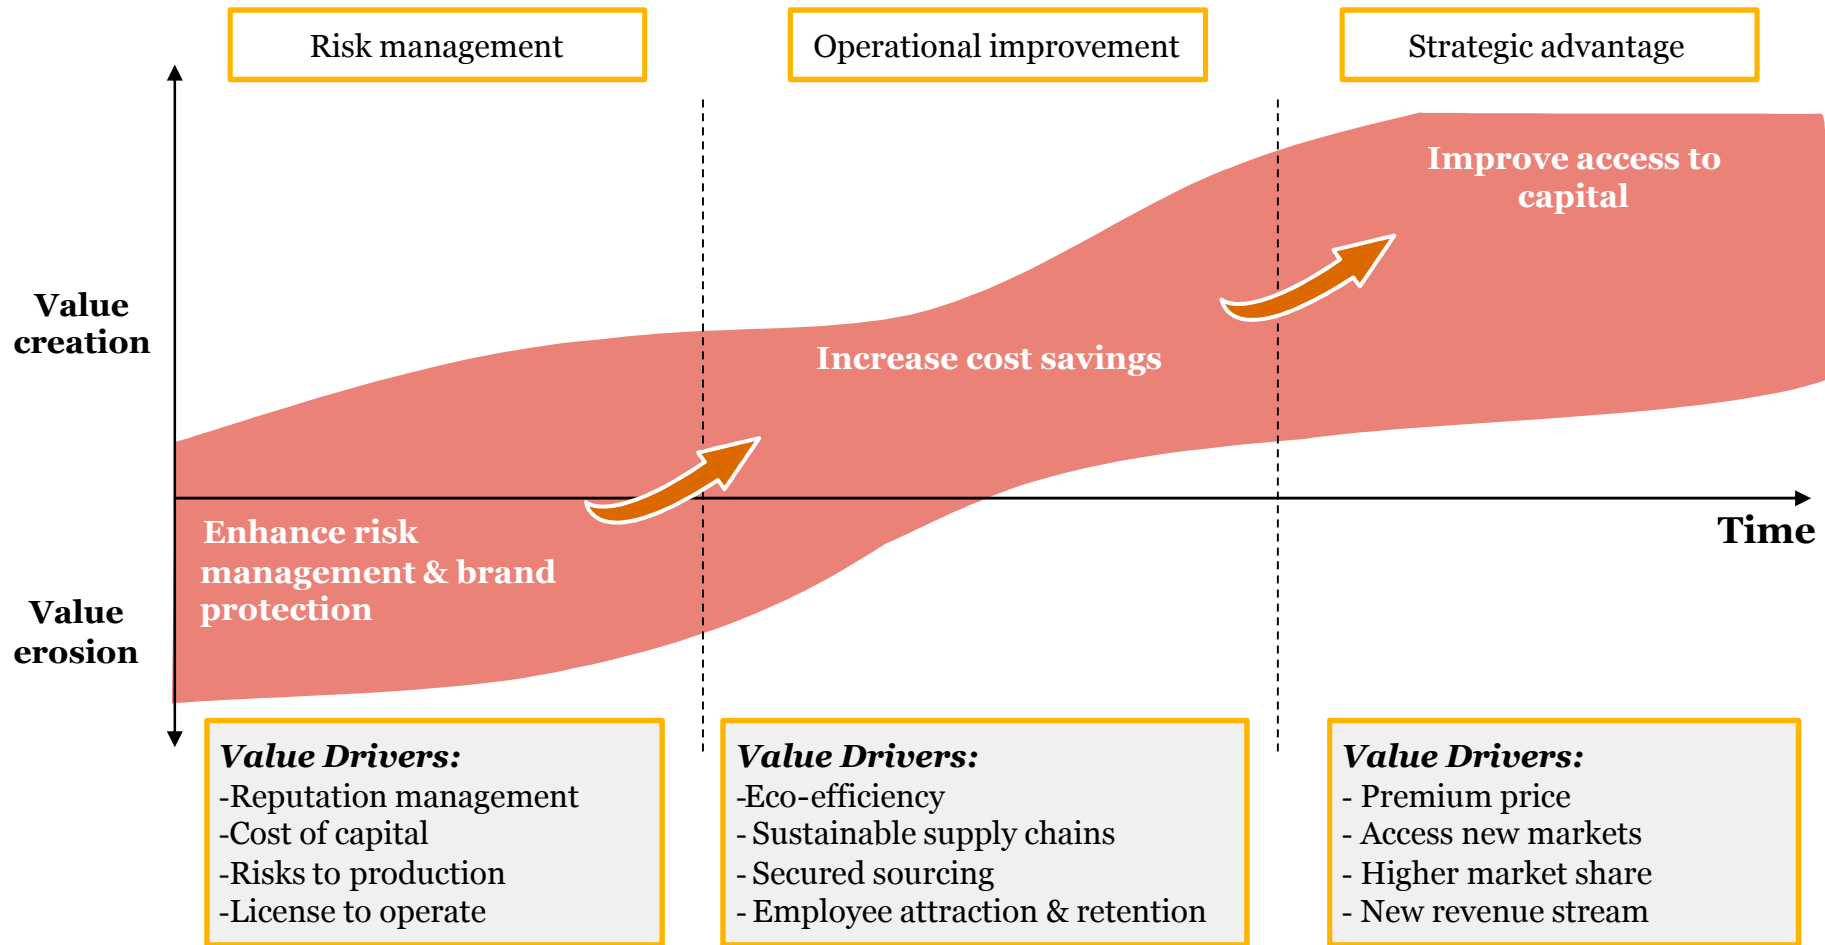 Risk management
Operational improvement
Strategic advantage
Value
creation
Value
erosion
Time
Enhance risk
management & brand
protection
Increase cost savings
Improve access to
capital
Value Drivers:
-Reputation management
-Cost of capital
-Risks to production
-License to operate
Value Drivers:
-Eco-efficiency
- Sustainable supply chains
- Secured sourcing
- Employee attraction & retention
Value Drivers:
- Premium price
- Access new markets
- Higher market share
- New revenue stream